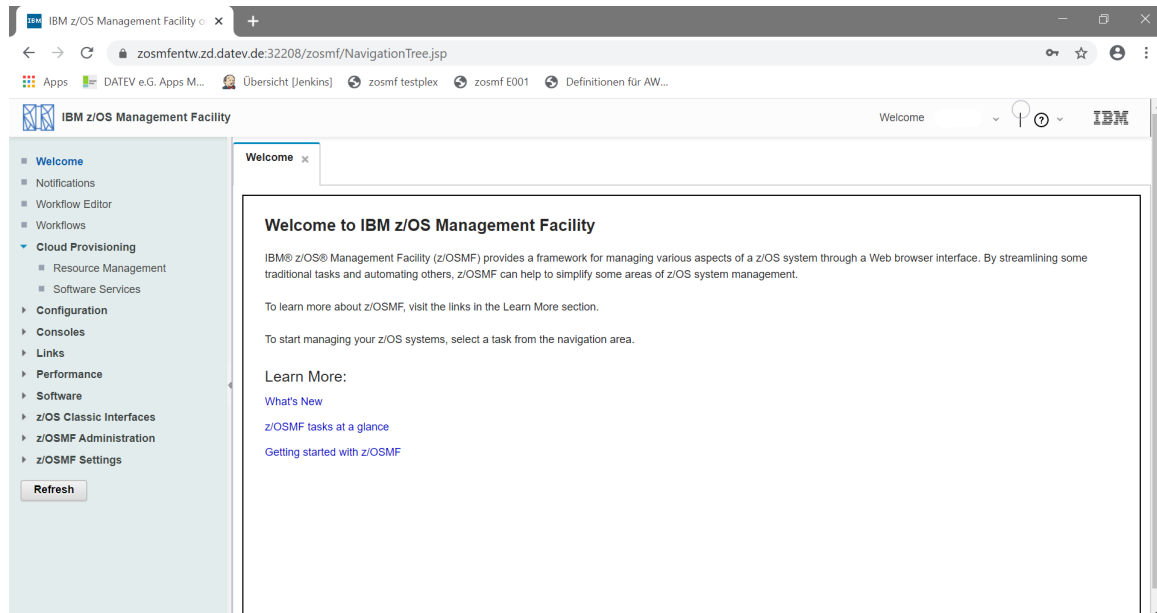 IBM IBM z/OS Management Facility o
zosmfentw.zd.datev.de:32208/zosmf/NavigationTree.jsp
Apps DATEV e.G. Apps M... Übersicht [Jenkins] zosmf testplex zosmf E001 Definitionen für AW...
IBM z/OS Management Facility Welcome IBM
Welcome
Notifications
Workflow Editor
Workflows
Cloud Provisioning
Resource Management
Software Services
Configuration
Consoles
Links
Performance
Software
z/OS Classic Interfaces
z/OSMF Administration
z/OSMF Settings
Refresh
Welcome
Welcome to IBM z/OS Management Facility
IBM® z/OS® Management Facility (z/OSMF) provides a framework for managing various aspects of a z/OS system through a Web browser interface. By streamlining some
traditional tasks and automating others, z/OSMF can help to simplify some areas of z/OS system management.
To learn more about z/OSMF, visit the links in the Learn More section.
To start managing your z/OS systems, select a task from the navigation area.
Learn More:
What's New
z/OSMF tasks at a glance
Getting started with z/OSMF